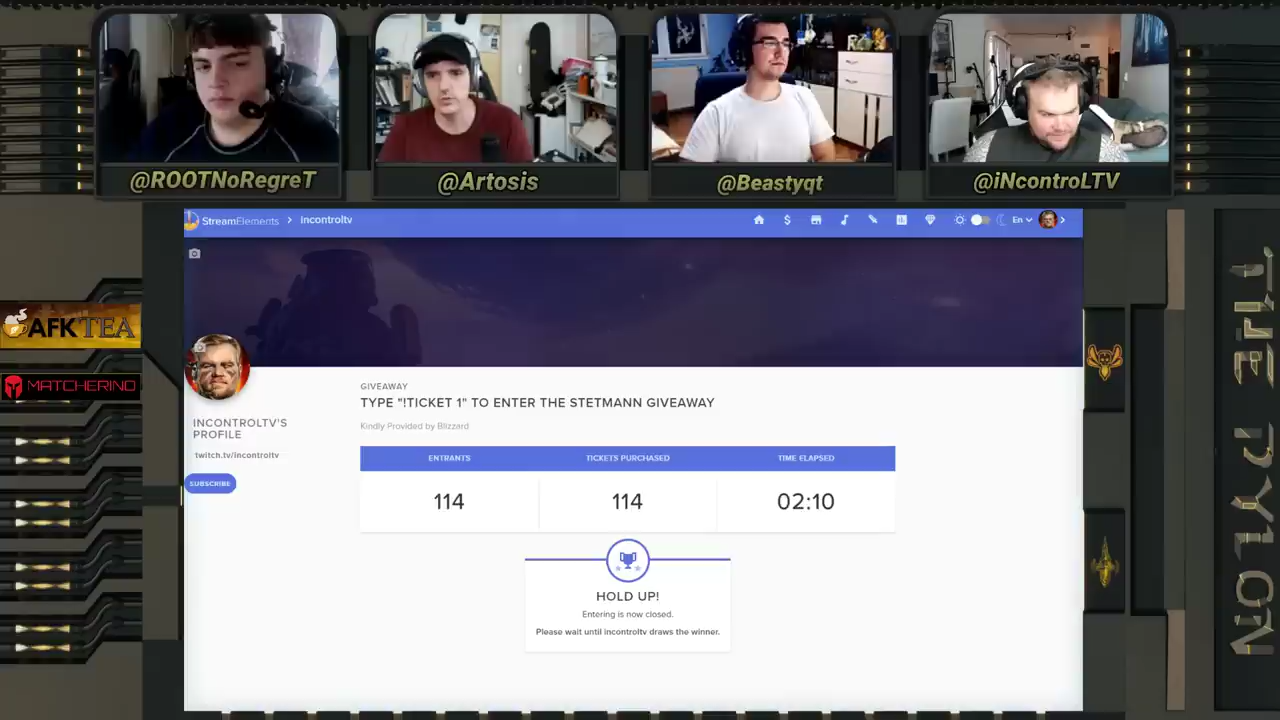 @ROOTNoRegreT
@Artosis
@Beastyqt
@iNcontroLTV
StreamElements > incontroltv
En
AFKTEA
MATCHERINO
INCONTROLTV'S
PROFILE
twitch.tv/incontroltv
SUBSCRIBE
GIVEAWAY
TYPE "!TICKET 1" TO ENTER THE STETMANN GIVEAWAY
Kindly Provided by Blizzard
ENTRANTS TICKETS PURCHASED TIME ELAPSED
114 114 02:10
HOLD UP!
Entering is now closed.
Please wait until incontroltv draws the winner.
THE PYLON